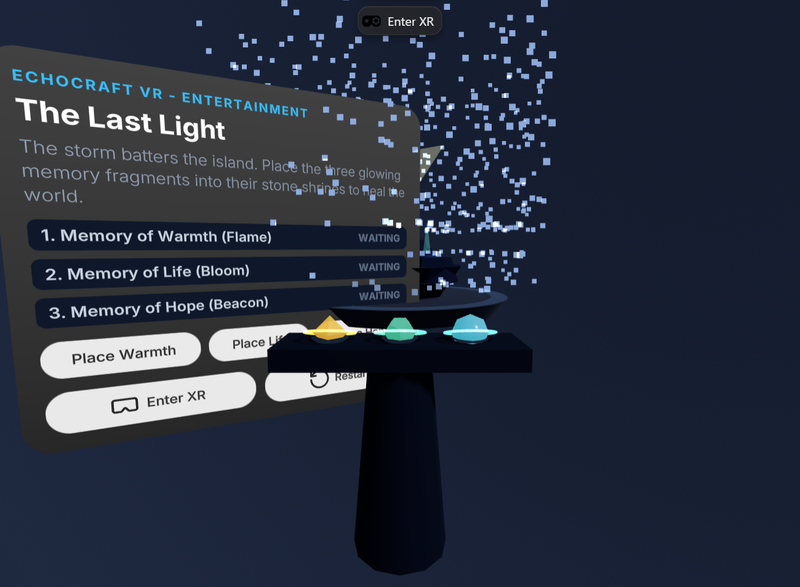 Enter XR
ECHOCRAFT VR - ENTERTAINMENT
The Last Light
The storm batters the island. Place the three glowing
memory fragments into their stone shrines to heal the
world.
1. Memory of Warmth (Flame) WAITING
2. Memory of Life (Bloom) WAITING
3. Memory of Hope (Beacon) WAITING
Place Warmth Place
Enter XR